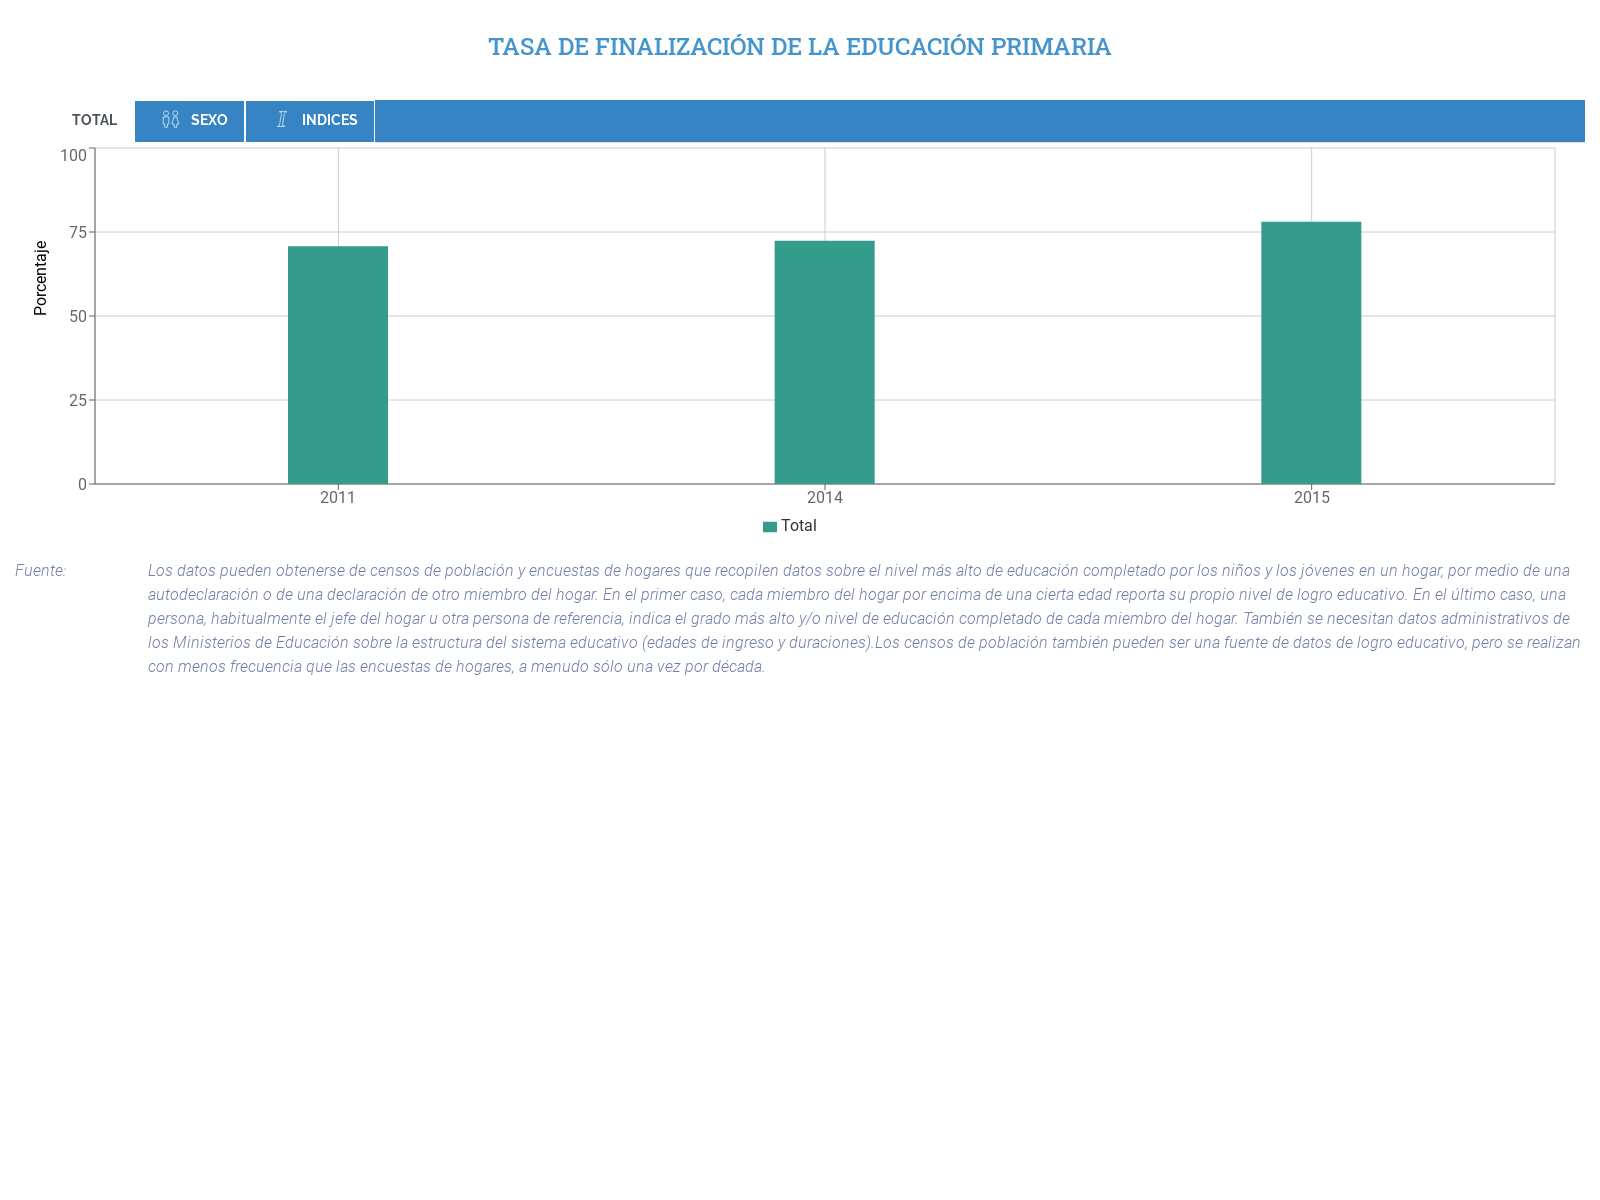 TASA DE FINALIZACIÓN DE LA EDUCACIÓN PRIMARIA
TOTAL SEXO INDICES
100
75
50
25
0
Porcentaje
2011 2014 2015
Total
Fuente: Los datos pueden obtenerse de censos de población y encuestas de hogares que recopilen datos sobre el nivel más alto de educación completado por los niños y los jóvenes en un hogar, por medio de una
autodeclaración o de una declaración de otro miembro del hogar. En el primer caso, cada miembro del hogar por encima de una cierta edad reporta su propio nivel de logro educativo. En el último caso, una
persona, habitualmente el jefe del hogar u otra persona de referencia, indica el grado más alto y/o nivel de educación completado de cada miembro del hogar. También se necesitan datos administrativos de
los Ministerios de Educación sobre la estructura del sistema educativo (edades de ingreso y duraciones).Los censos de población también pueden ser una fuente de datos de logro educativo, pero se realizan
con menos frecuencia que las encuestas de hogares, a menudo sólo una vez por década.